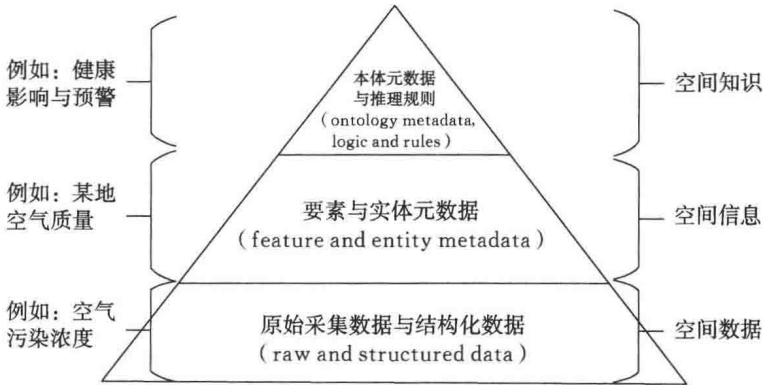 例如：健康
影响与预警
本体元数据
与推理规则
（ontology metadata,
logic and rules）
空间知识
例如：某地
空气质量
要素与实体元数据
（feature and entity metadata）
空间信息
例如：空气
污染浓度
原始采集数据与结构化数据
（raw and structured data）
空间数据